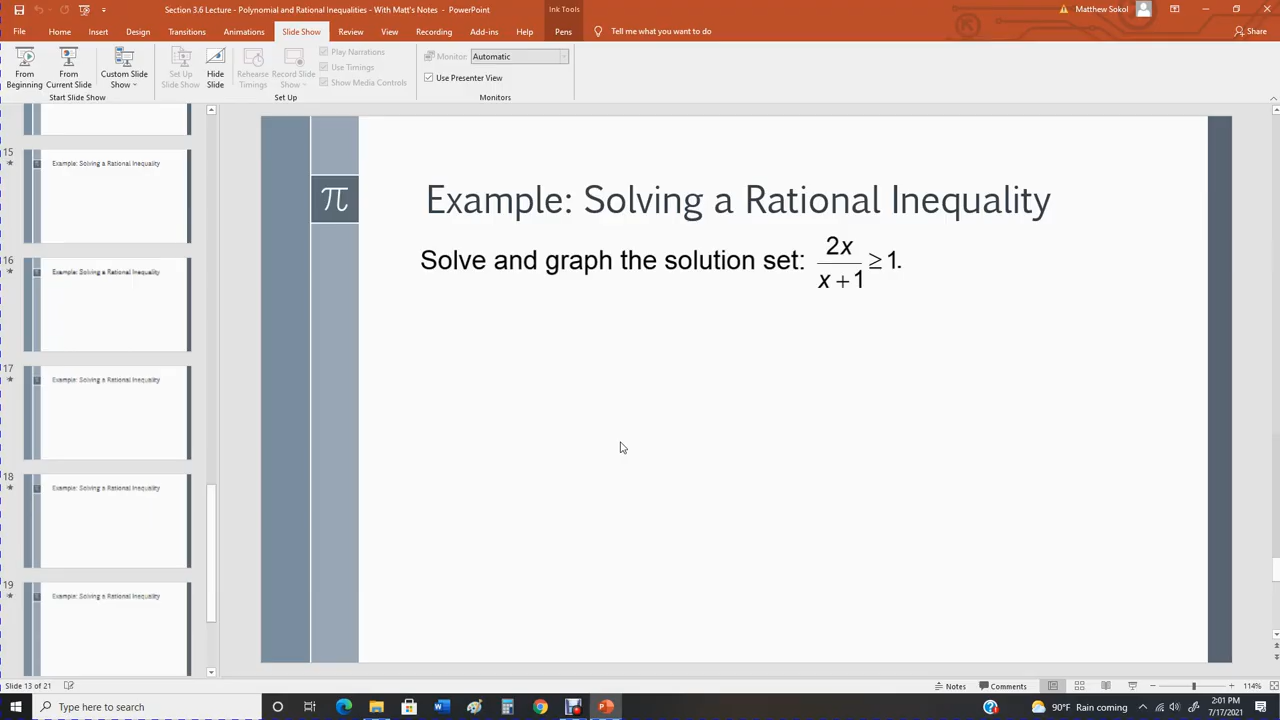 Section 3.6 Lecture - Polynomial and Rational Inequalities - With Matt's Notes - PowerPoint
Ink Tools
Matthew Sokol
File Home Insert Design Transitions Animations Slide Show Review View Recording Add-ins Help Pens Tell me what you want to do Share
From Beginning
From Current Slide
Custom Slide Show
Start Slide Show
Set Up Slide Show
Hide Slide
Rehearse Timings
Record Slide Show
Play Narrations
Use Timings
Show Media Controls
Set Up
Monitor: Automatic
Use Presenter View
Monitors
15
Example: Solving a Rational Inequality
16
Example: Solving a Rational Inequality
17
Example: Solving a Rational Inequality
18
Example: Solving a Rational Inequality
19
Example: Solving a Rational Inequality
π
Example: Solving a Rational Inequality
Solve and graph the solution set: 2x/(x+1) ≥ 1.
Slide 13 of 21
Notes
Comments
114%
Type here to search
90°F Rain coming
2:01 PM
7/17/2021